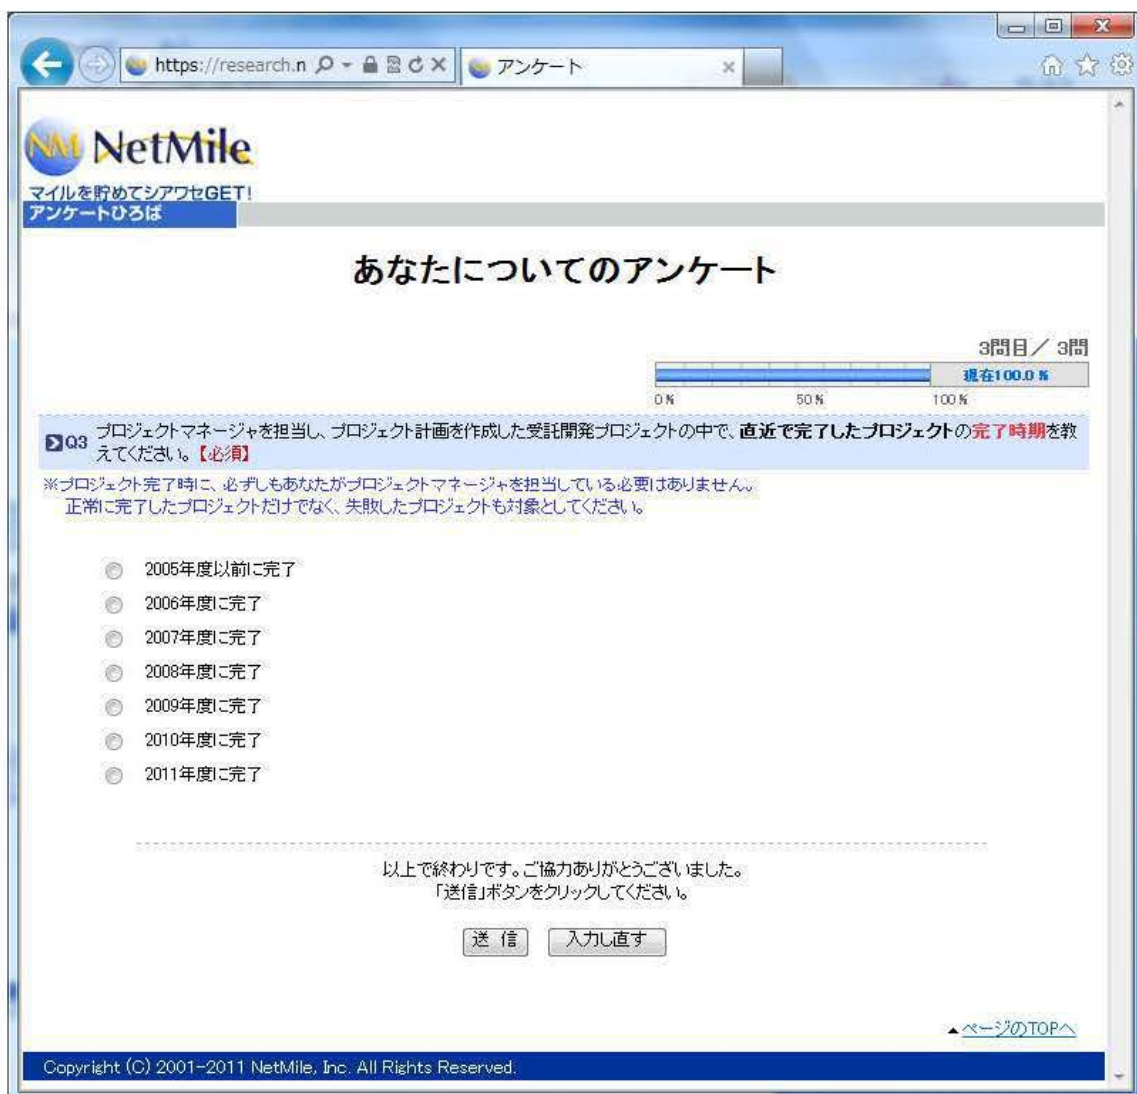 https://research.n
アンケート
NM NetMile
マイルを貯めてシアワセGET!
アンケートひろば
あなたについてのアンケート
3問目／ 3問
現在100.0 %
0% 50% 100%
Q3 プロジェクトマネージャを担当し、プロジェクト計画を作成した受託開発プロジェクトの中で、直近で完了したプロジェクトの完了時期を教
えてください。【必須】
※プロジェクト完了時に、必ずしもあなたがプロジェクトマネージャを担当している必要はありません。
正常に完了したプロジェクトだけでなく、失敗したプロジェクトも対象としてください。
2005年度以前に完了
2006年度に完了
2007年度に完了
2008年度に完了
2009年度に完了
2010年度に完了
2011年度に完了
以上で終わりです。ご協力ありがとうございました。
「送信」ボタンをクリックしてください。
送 信 入力し直す
▲ページのTOPへ
Copyright (C) 2001-2011 NetMile, Inc. All Rights Reserved.